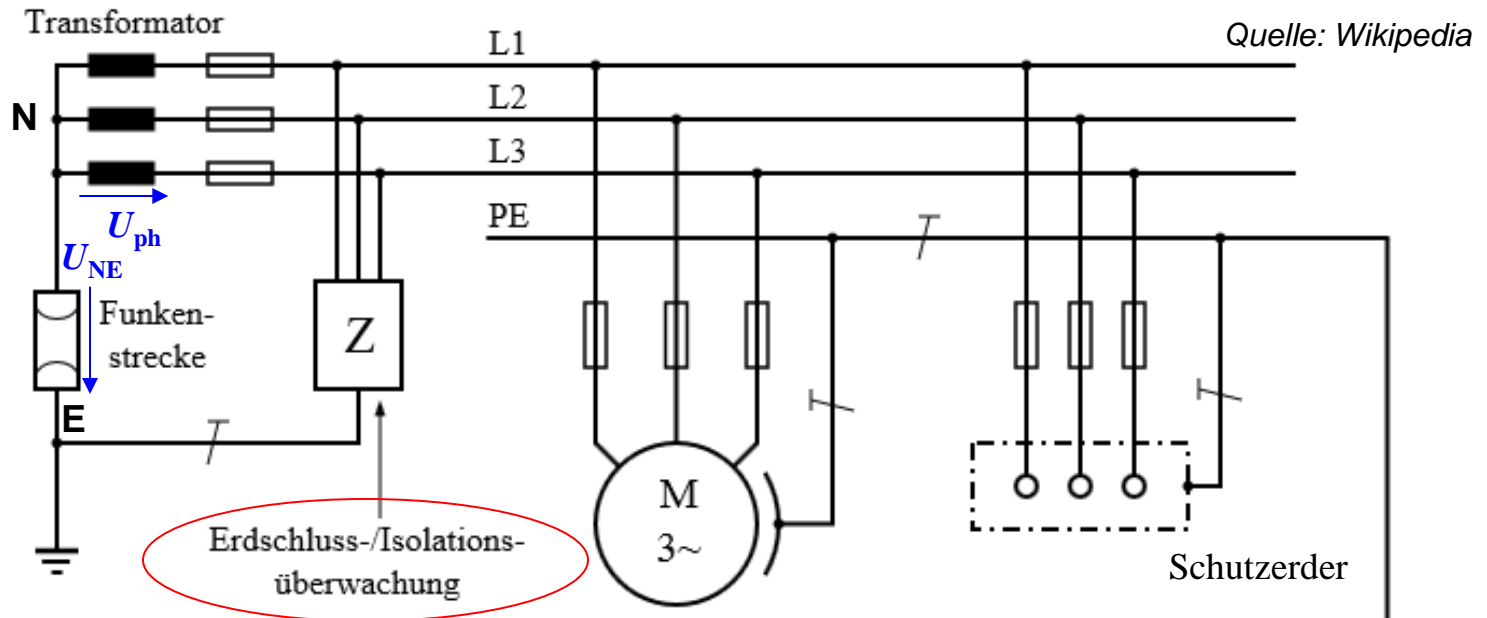 Transformator
Quelle: Wikipedia
L1
N
L2
L3
U_ph
PE
U_NE
Funken-
strecke
Z
E
M
3~
Erdschluss-/Isolations-
überwachung
Schutzerder